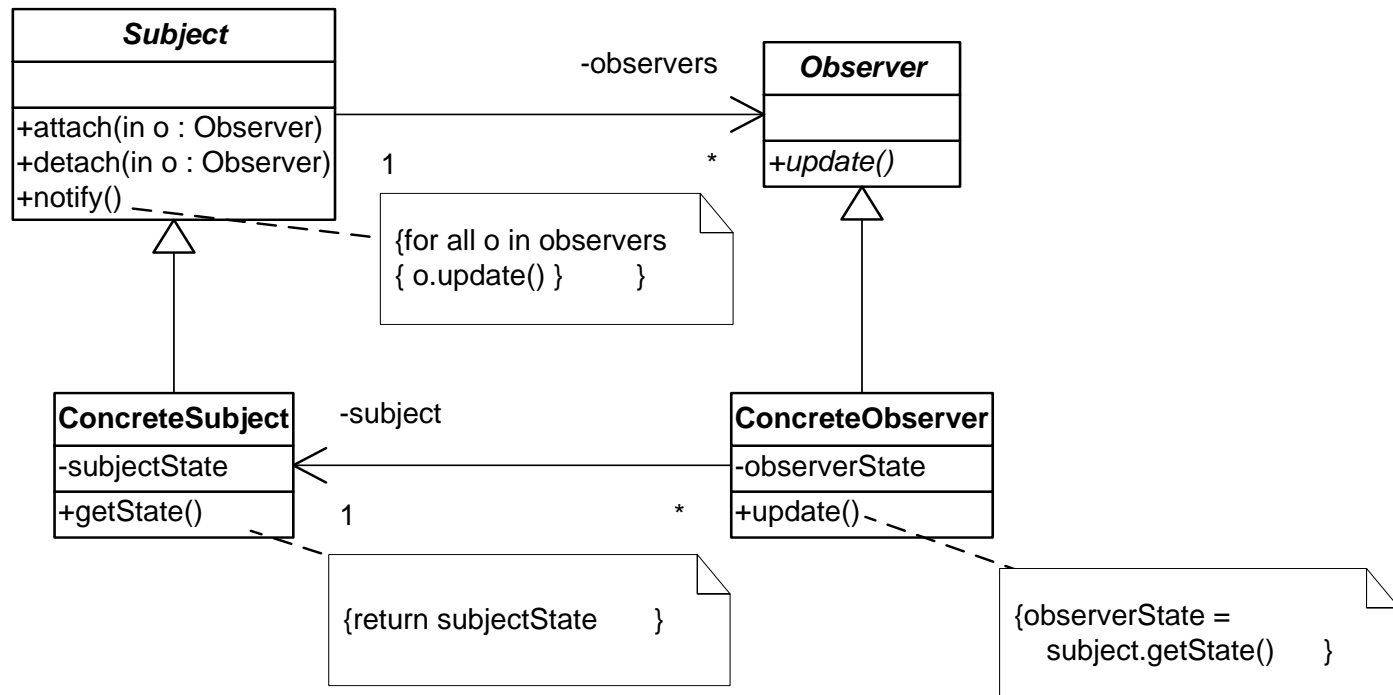 Subject
+attach(in o : Observer)
+detach(in o : Observer)
+notify()
-observers
1
*
Observer
+update()
{for all o in observers
{ o.update() } }
ConcreteSubject
-subjectState
+getState()
-subject
1
*
ConcreteObserver
-observerState
+update()
{return subjectState }
{observerState =
subject.getState() }